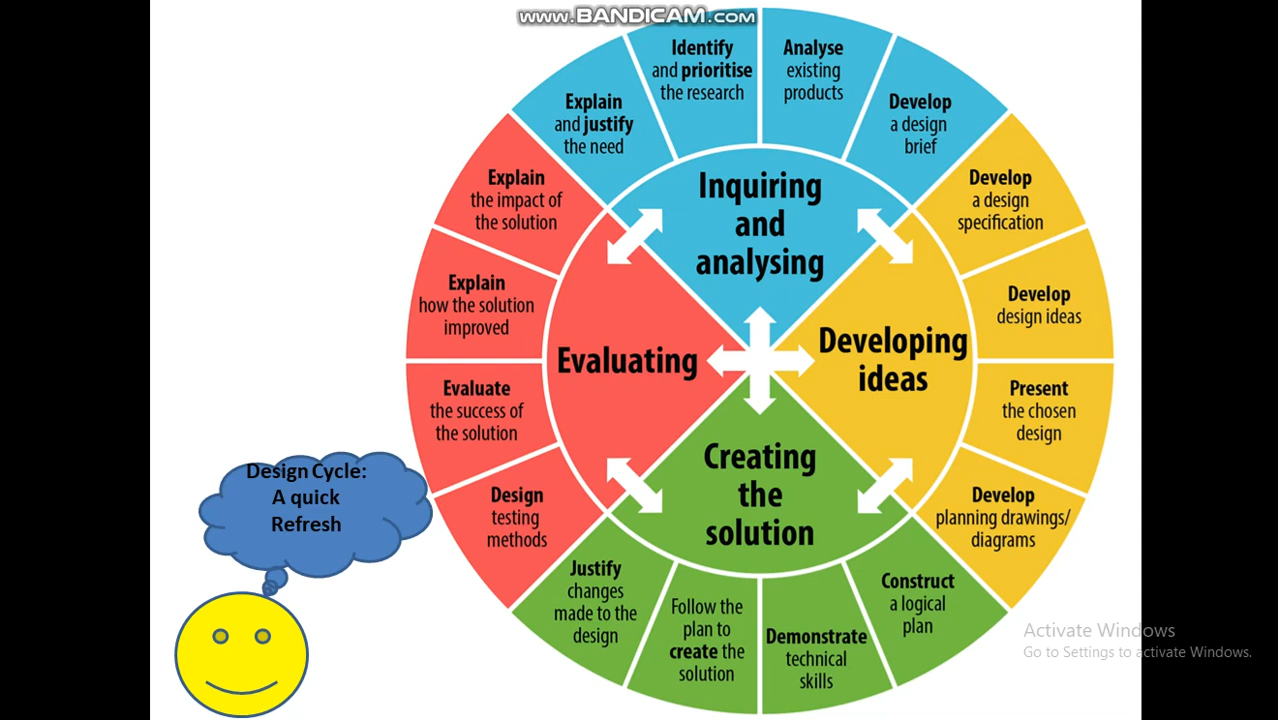 www.BANDICAM.com
Identify
and prioritise
the research
Analyse
existing
products
Explain
and justify
the need
Develop
a design
brief
Explain
the impact of
the solution
Inquiring
and
analysing
Develop
a design
specification
Explain
how the solution
improved
Develop
design ideas
Evaluating
Developing
ideas
Evaluate
the success of
the solution
Present
the chosen
design
Creating
the
solution
Design
testing
methods
Develop
planning drawings/
diagrams
Design Cycle:
A quick
Refresh
Justify
changes
made to the
design
Follow the
plan to
create the
solution
Demonstrate
technical
skills
Construct
a logical
plan
Activate Windows
Go to Settings to activate Windows.